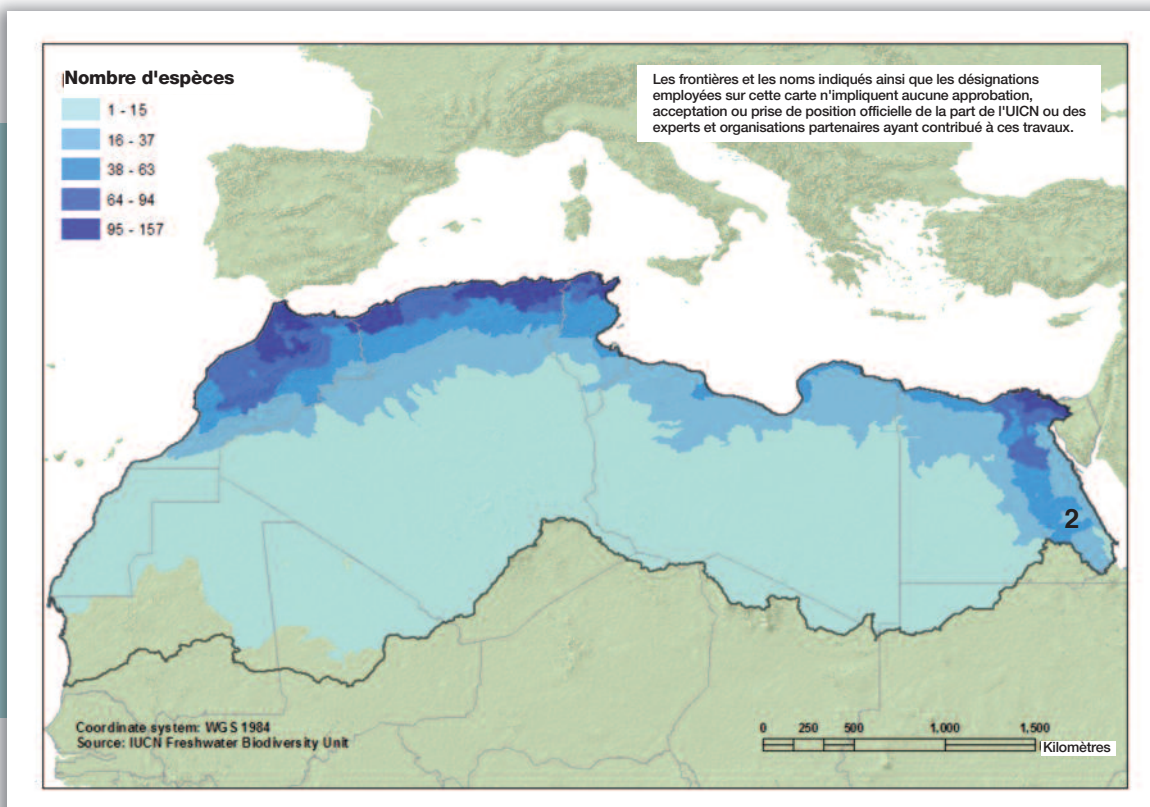 Nombre d'espèces
1 - 15
16 - 37
38 - 63
64 - 94
95 - 157
Les frontières et les noms indiqués ainsi que les désignations
employées sur cette carte n'impliquent aucune approbation,
acceptation ou prise de position officielle de la part de l'UICN ou des
experts et organisations partenaires ayant contribué à ces travaux.
2
Coordinate system: WGS 1984
Source: IUCN Freshwater Biodiversity Unit
0 250 500 1,000 1,500
Kilomètres